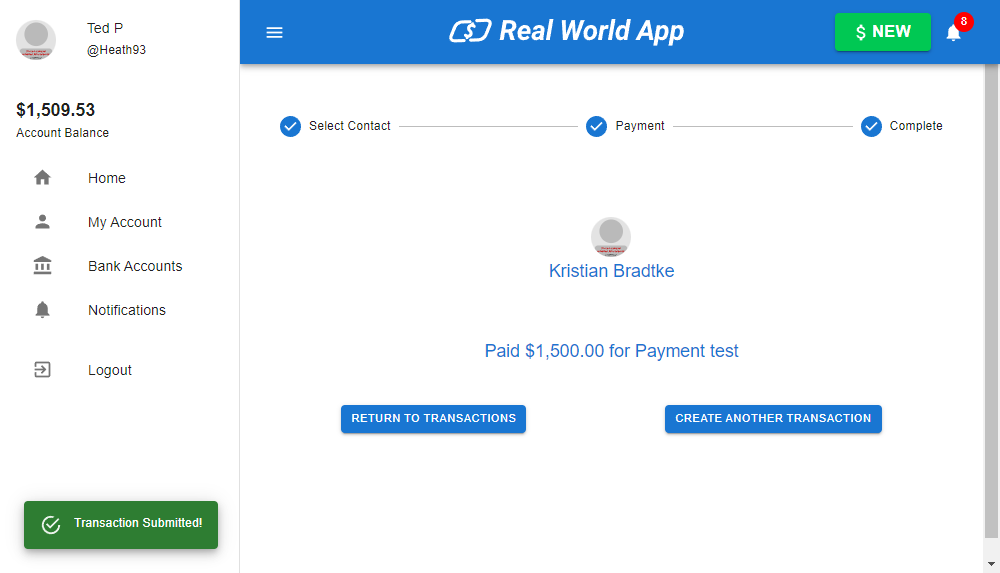 Ted P
@Heath93
$1,509.53
Account Balance
Home
My Account
Bank Accounts
Notifications
Logout
Transaction Submitted!
Real World App
$ NEW
8
Select Contact
Payment
Complete
Kristian Bradtke
Paid $1,500.00 for Payment test
RETURN TO TRANSACTIONS
CREATE ANOTHER TRANSACTION